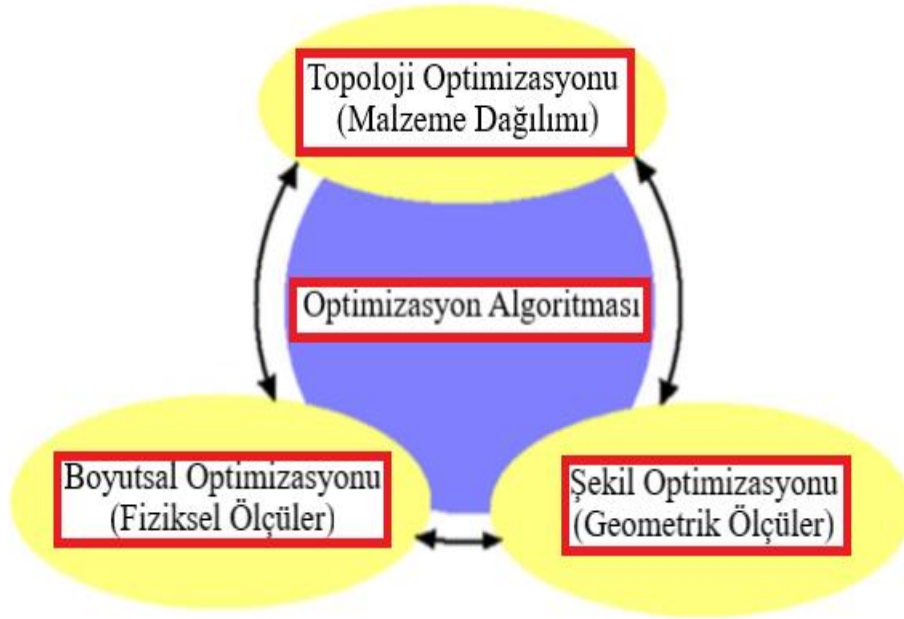 Topoloji Optimizasyonu
(Malzeme Dağılımı)
Optimizasyon Algoritması
Boyutsal Optimizasyonu
(Fiziksel Ölçüler)
Şekil Optimizasyonu
(Geometrik Ölçüler)